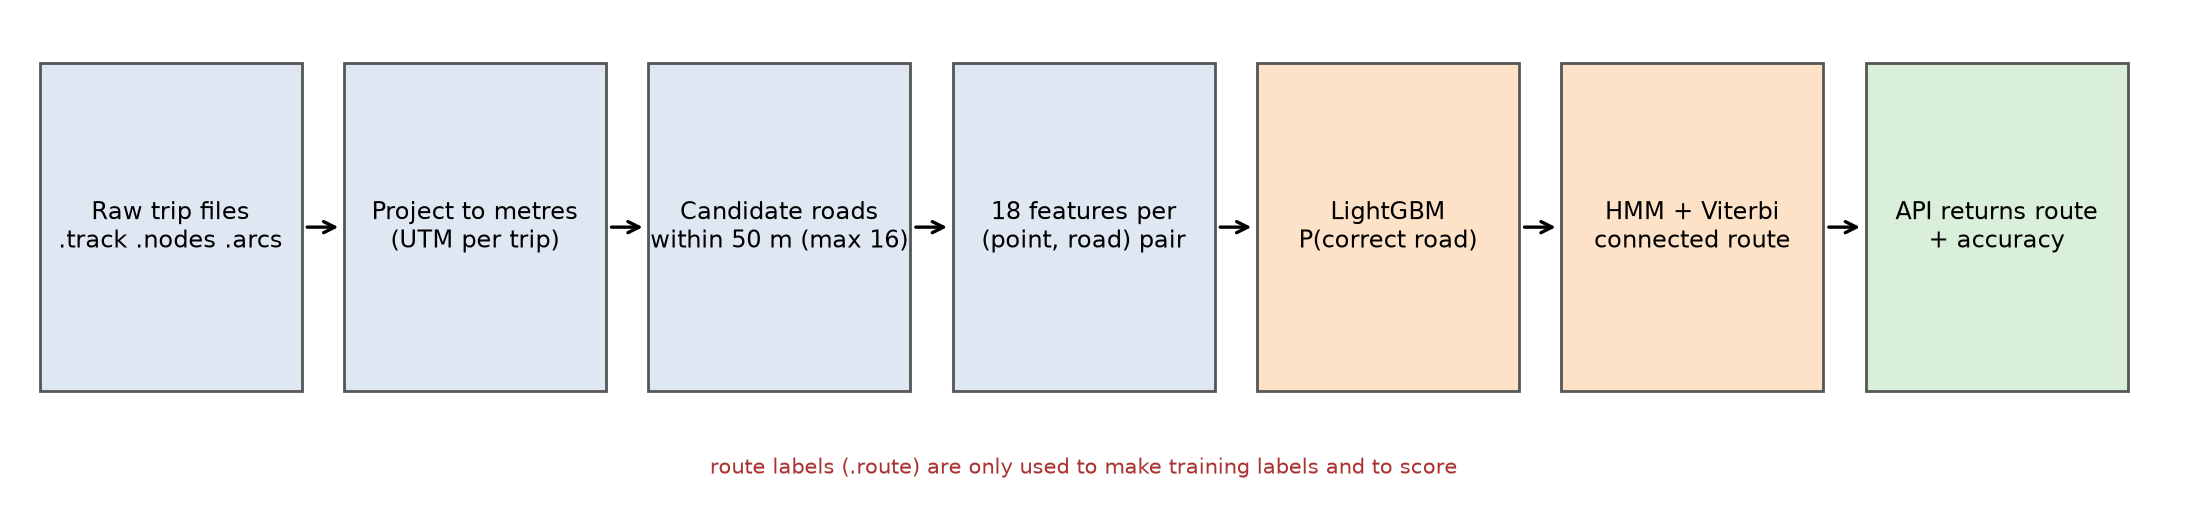 Raw trip files
.track .nodes .arcs
Project to metres
(UTM per trip)
Candidate roads
within 50 m (max 16)
18 features per
(point, road) pair
LightGBM
P(correct road)
HMM + Viterbi
connected route
API returns route
+ accuracy
route labels (.route) are only used to make training labels and to score